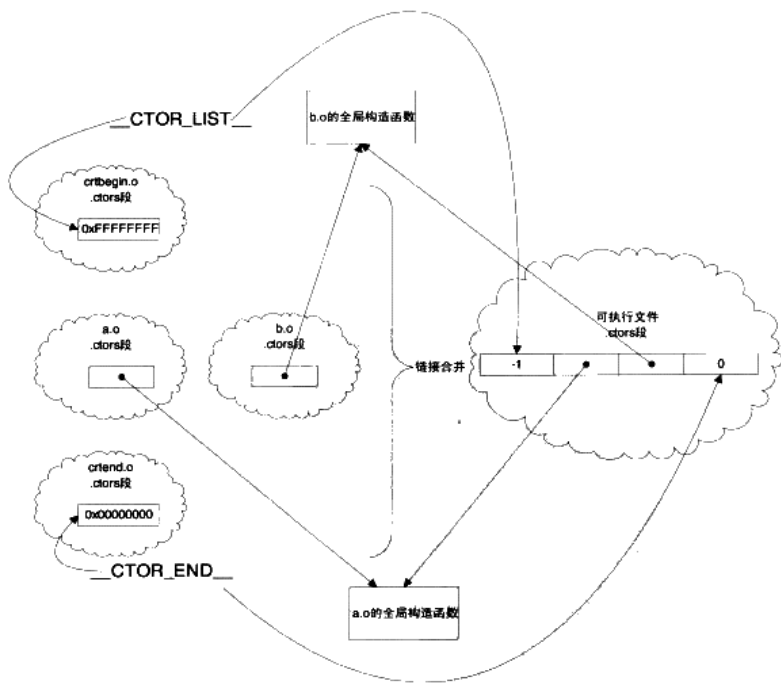 b.o的全局构造函数
__CTOR_LIST__
crtbegin.o
.ctors段
0xFFFFFFFF
a.o
.ctors段
b.o
.ctors段
可执行文件
.ctors段
链接合并
-1
0
crtend.o
.ctors段
0x00000000
__CTOR_END__
a.o的全局构造函数